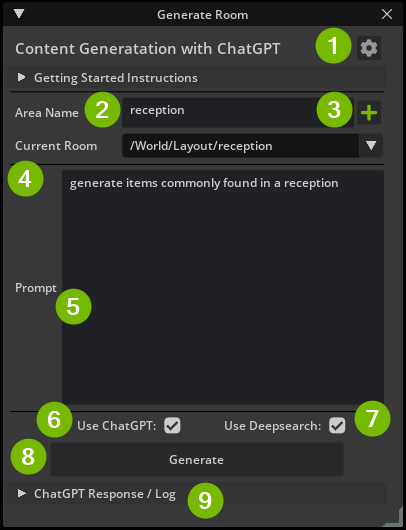 Generate Room
Content Generatation with ChatGPT 1
Getting Started Instructions
Area Name 2 reception 3
Current Room /World/Layout/reception
4
generate items commonly found in a reception
Prompt 5
6 Use ChatGPT: Use Deepsearch: 7
8 Generate
ChatGPT Response / Log 9